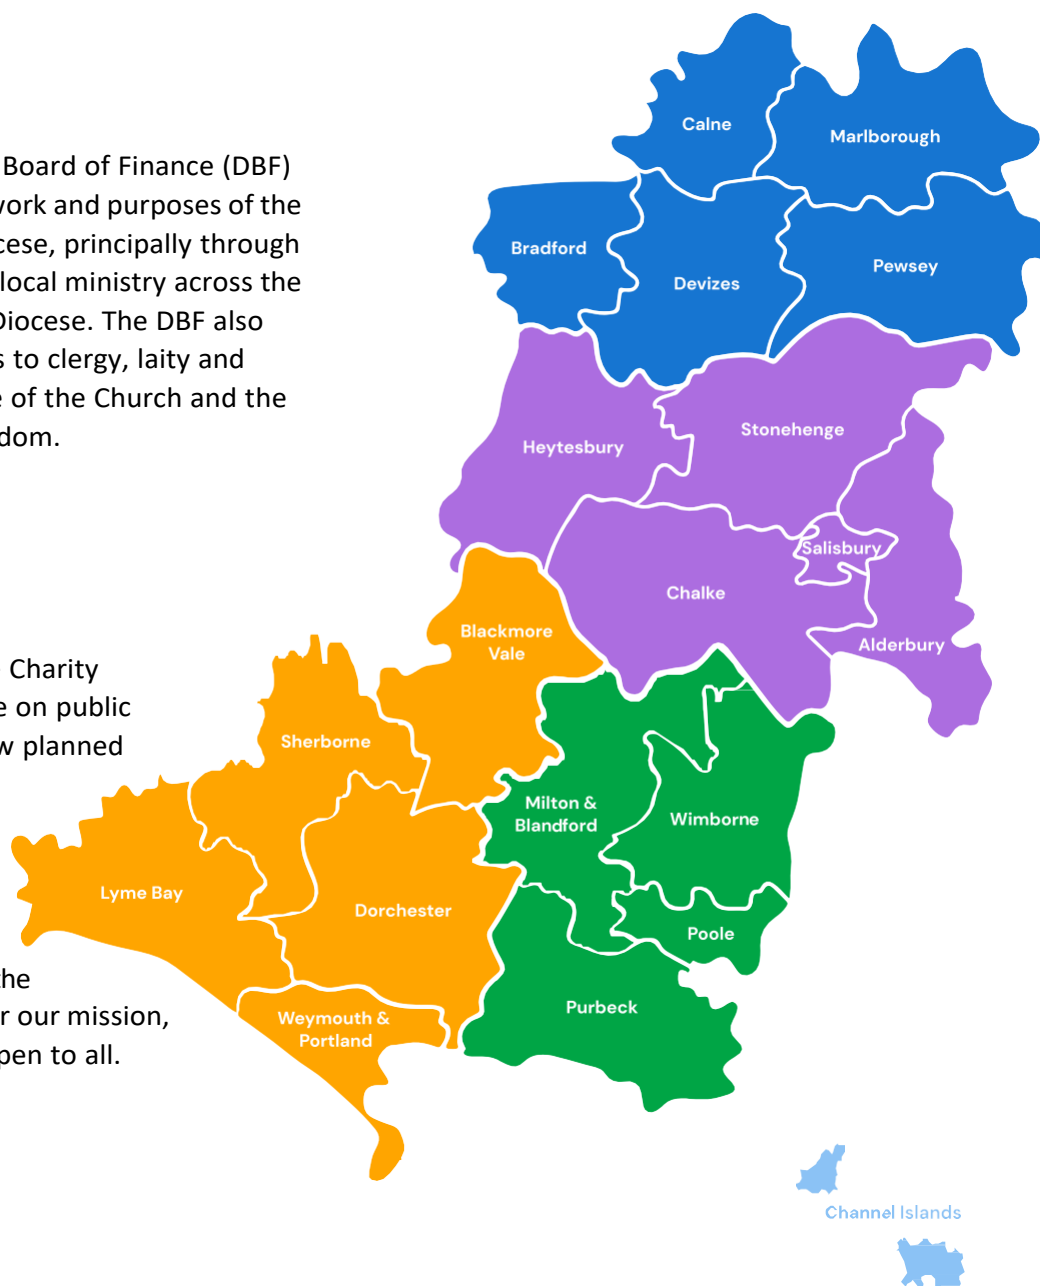 Board of Finance (DBF)
work and purposes of the
cese, principally through
local ministry across the
Diocese. The DBF also
s to clergy, laity and
e of the Church and the
dom.
Charity
e on public
w planned
the
r our mission,
pen to all.
Calne
Marlborough
Bradford
Devizes
Pewsey
Heytesbury
Stonehenge
Salisbury
Chalke
Alderbury
Blackmore
Vale
Sherborne
Milton &
Blandford
Wimborne
Lyme Bay
Dorchester
Poole
Purbeck
Weymouth &
Portland
Channel Islands